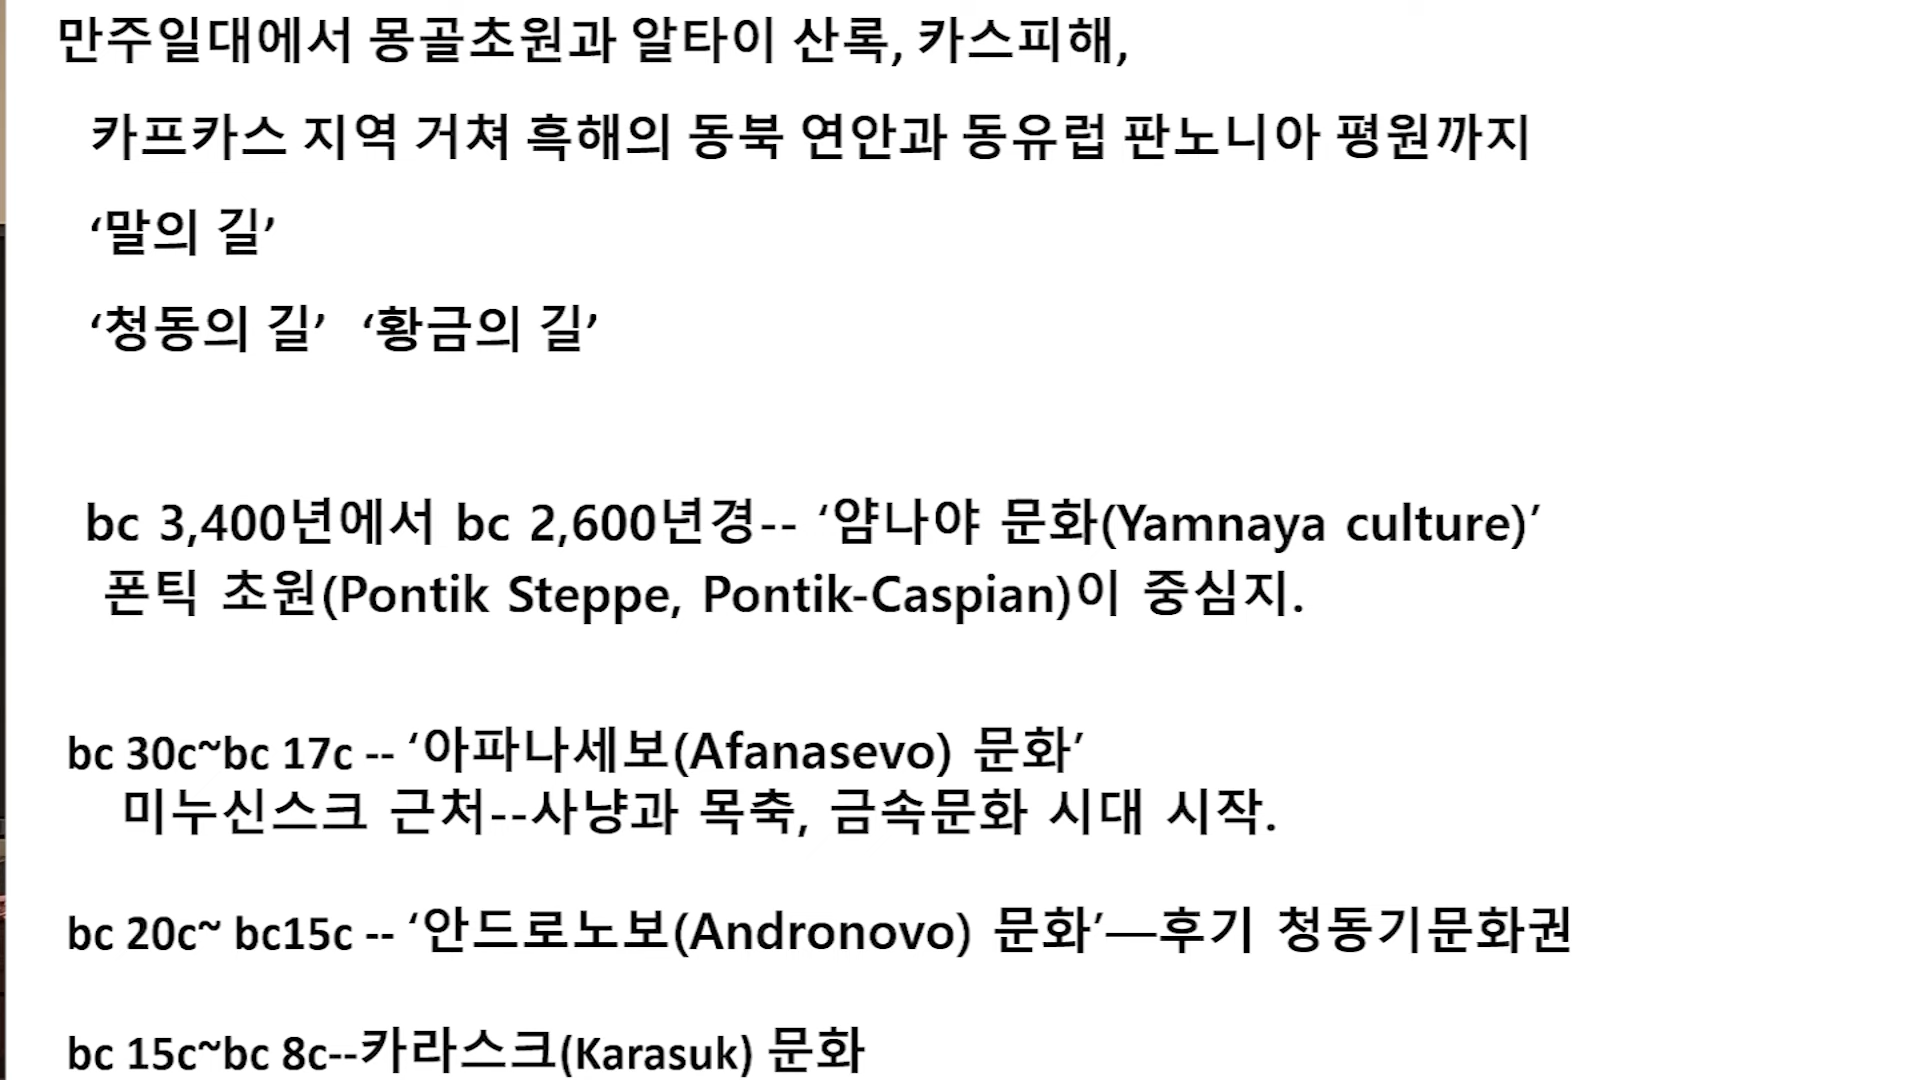 만주일대에서 몽골초원과 알타이 산록, 카스피해,
카프카스 지역 거쳐 흑해의 동북 연안과 동유럽 판노니아 평원까지
‘말의 길’
‘청동의 길’ ‘황금의 길’
bc 3,400년에서 bc 2,600년경-- ‘얌나야 문화(Yamnaya culture)’
폰틱 초원(Pontik Steppe, Pontik-Caspian)이 중심지.
bc 30c~bc 17c -- ‘아파나세보(Afanasevo) 문화’
미누신스크 근처--사냥과 목축, 금속문화 시대 시작.
bc 20c~ bc15c -- ‘안드로노보(Andronovo) 문화’—후기 청동기문화권
bc 15c~bc 8c--카라스크(Karasuk) 문화